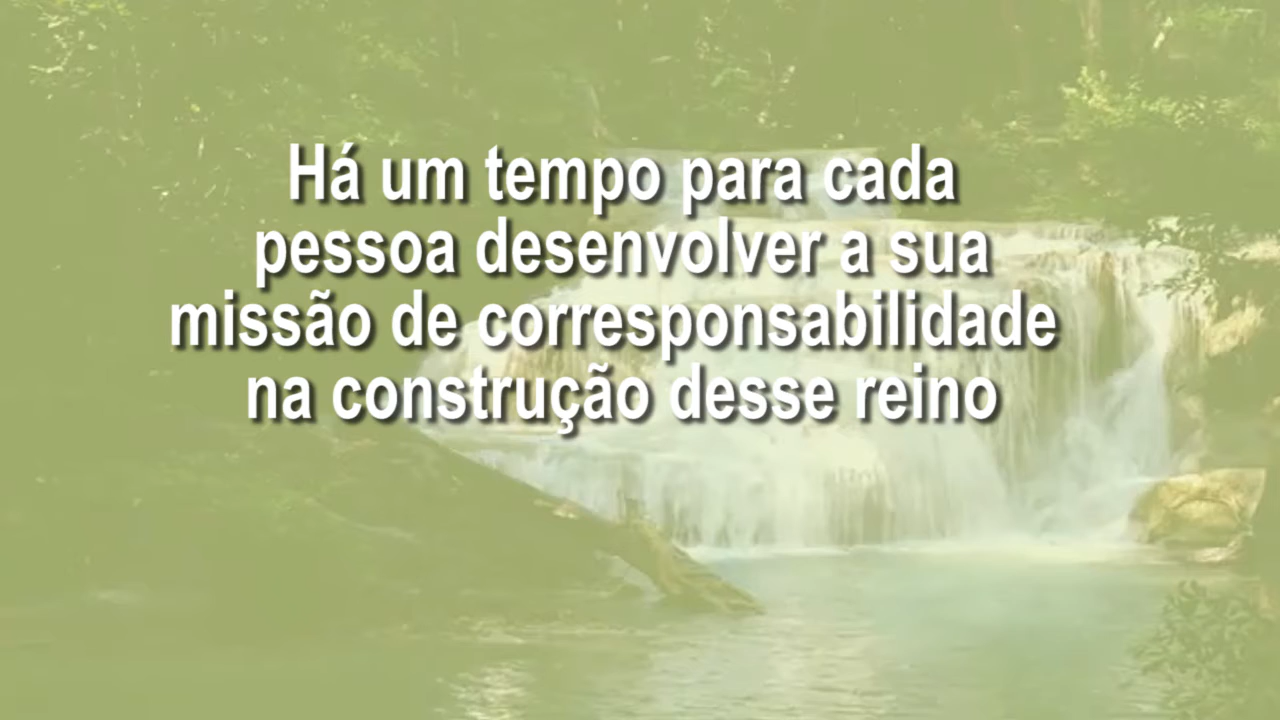 Há um tempo para cada
pessoa desenvolver a sua
missão de corresponsabilidade
na construção desse reino